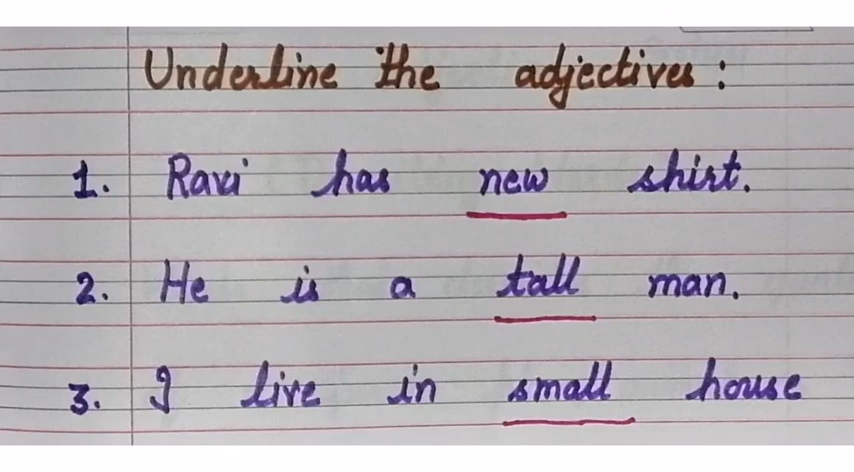 Underline the adjectives :
1. Ravi has new shirt.
2. He is a tall man.
3. I live in small house